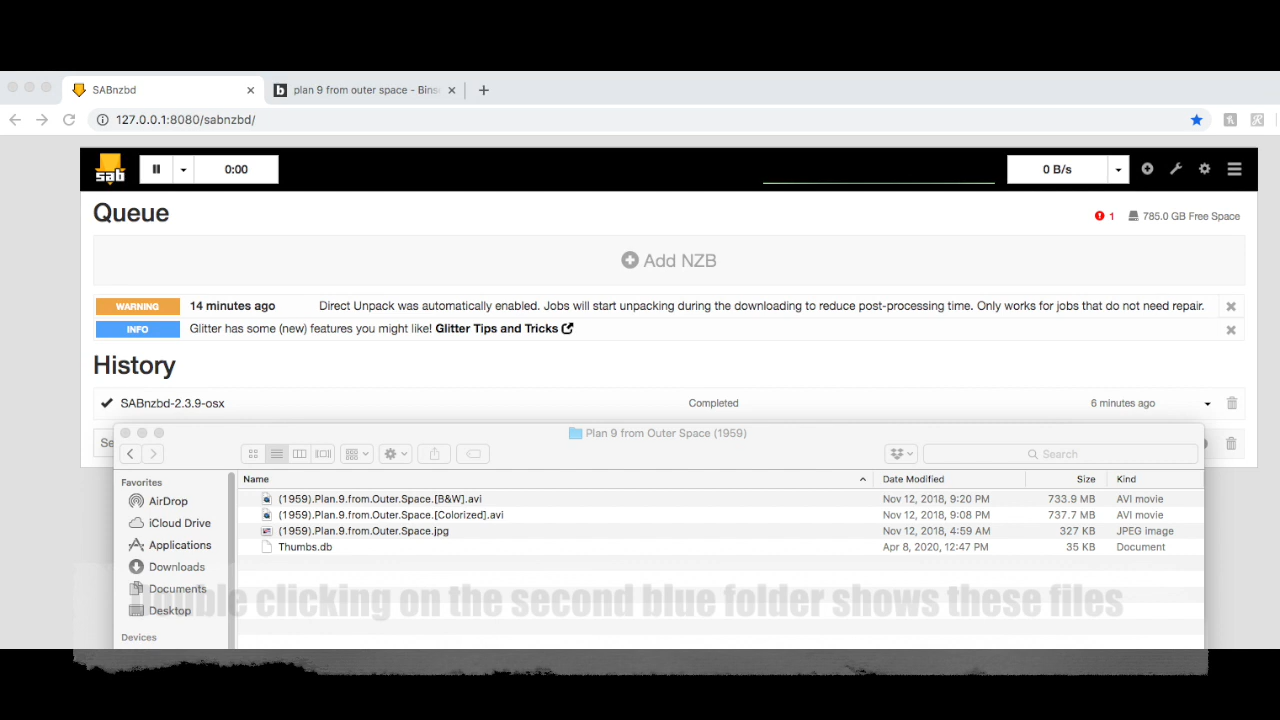 SABnzbd
plan 9 from outer space - Bins
127.0.0.1:8080/sabnzbd/
sab 0:00 0 B/s
Queue 1 785.0 GB Free Space
Add NZB
WARNING 14 minutes ago Direct Unpack was automatically enabled. Jobs will start unpacking during the downloading to reduce post-processing time. Only works for jobs that do not need repair.
INFO Glitter has some (new) features you might like! Glitter Tips and Tricks
History
SABnzbd-2.3.9-osx Completed 6 minutes ago
Se
Plan 9 from Outer Space (1959)
Search
Favorites
AirDrop
iCloud Drive
Applications
Downloads
Documents
Desktop
Devices
Name Date Modified Size Kind
(1959).Plan.9.from.Outer.Space.[B&W].avi Nov 12, 2018, 9:20 PM 733.9 MB AVI movie
(1959).Plan.9.from.Outer.Space.[Colorized].avi Nov 12, 2018, 9:08 PM 737.7 MB AVI movie
(1959).Plan.9.from.Outer.Space.jpg Nov 12, 2018, 4:59 AM 327 KB JPEG image
Thumbs.db Apr 8, 2020, 12:47 PM 35 KB Document
Double clicking on the second blue folder shows these files